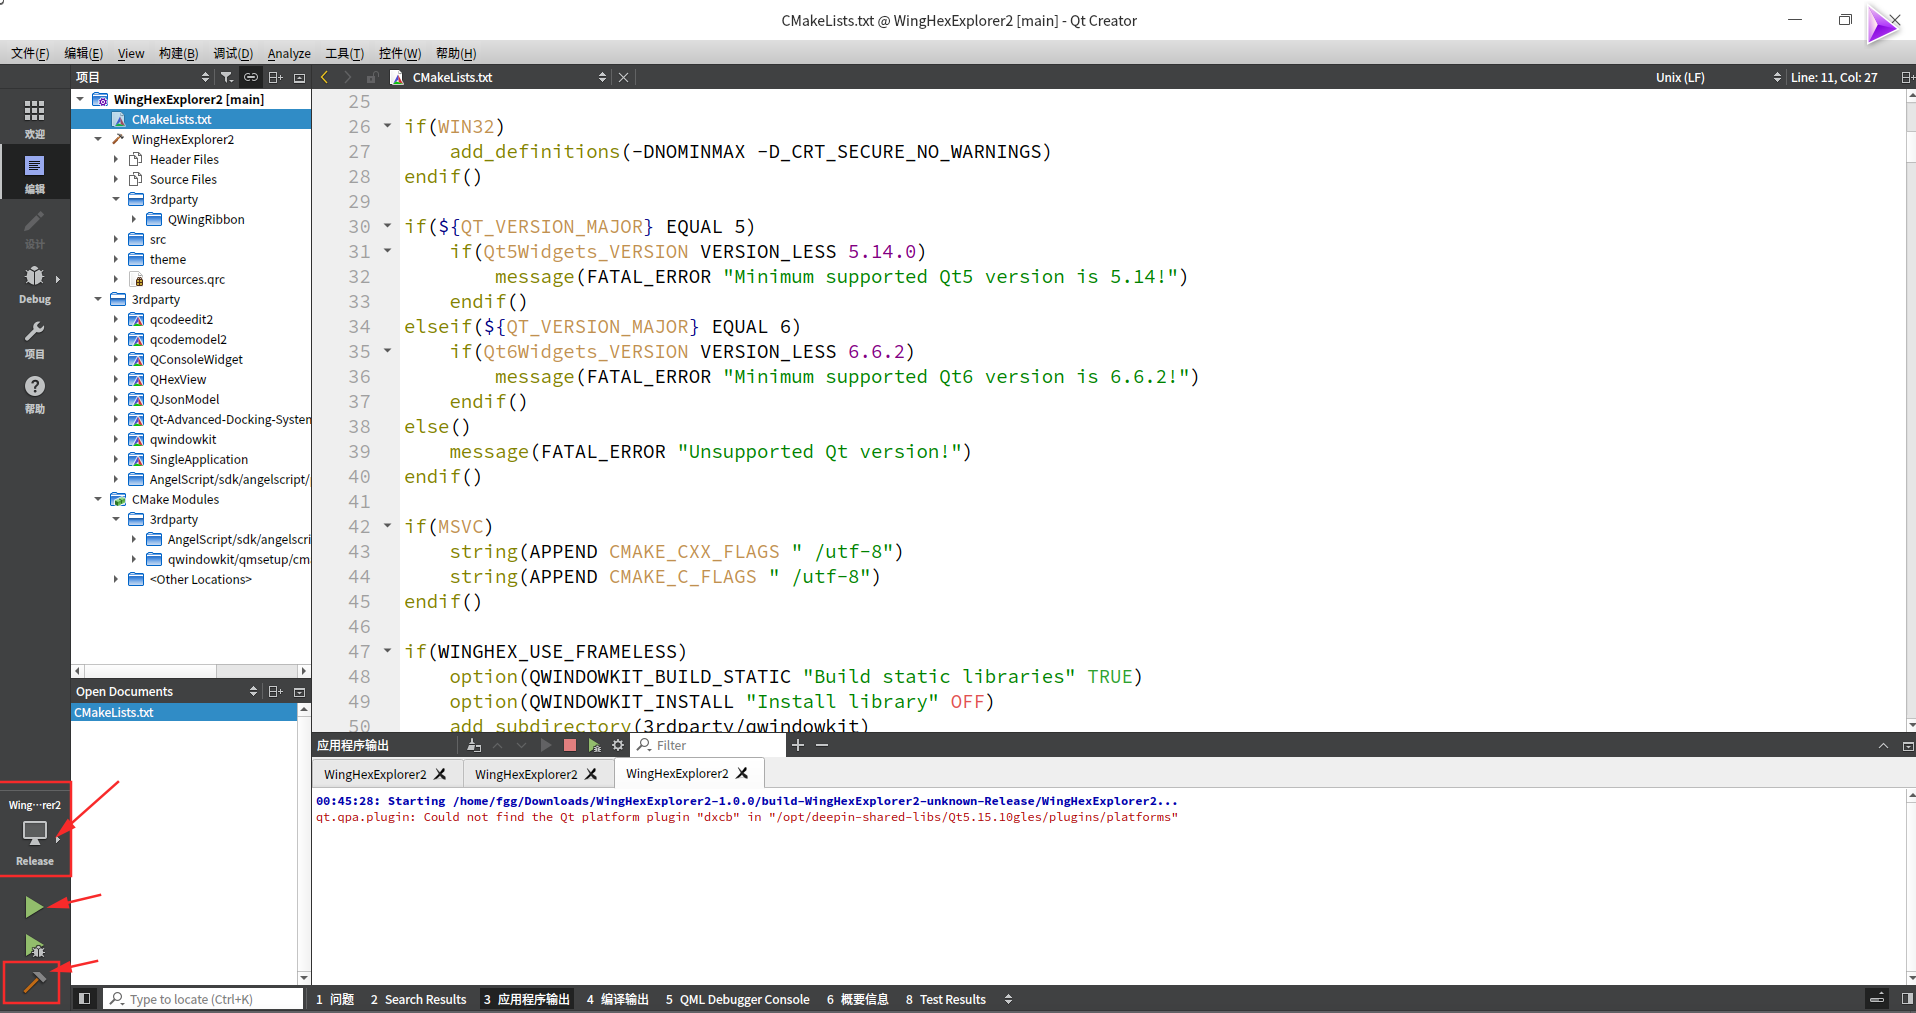 CMakeLists.txt @ WingHexExplorer2 [main] - Qt Creator
文件(F) 编辑(E) View 构建(B) 调试(D) Analyze 工具(T) 控件(W) 帮助(H)
项目
CMakeLists.txt
Unix (LF)
Line: 11, Col: 27
欢迎
编辑
设计
Debug
项目
帮助
WingHexExplorer2 [main]
CMakeLists.txt
WingHexExplorer2
Header Files
Source Files
3rdparty
QWingRibbon
src
theme
resources.qrc
3rdparty
qcodeedit2
qcodemodel2
QConsoleWidget
QHexView
QJsonModel
Qt-Advanced-Docking-System
qwindowkit
SingleApplication
AngelScript/sdk/angelscript/
CMake Modules
3rdparty
AngelScript/sdk/angelscri
qwindowkit/qmsetup/cm
<Other Locations>
25
26 if(WIN32)
27 add_definitions(-DNOMINMAX -D_CRT_SECURE_NO_WARNINGS)
28 endif()
29
30 if(${QT_VERSION_MAJOR} EQUAL 5)
31 if(Qt5Widgets_VERSION VERSION_LESS 5.14.0)
32 message(FATAL_ERROR "Minimum supported Qt5 version is 5.14!")
33 endif()
34 elseif(${QT_VERSION_MAJOR} EQUAL 6)
35 if(Qt6Widgets_VERSION VERSION_LESS 6.6.2)
36 message(FATAL_ERROR "Minimum supported Qt6 version is 6.6.2!")
37 endif()
38 else()
39 message(FATAL_ERROR "Unsupported Qt version!")
40 endif()
41
42 if(MSVC)
43 string(APPEND CMAKE_CXX_FLAGS " /utf-8")
44 string(APPEND CMAKE_C_FLAGS " /utf-8")
45 endif()
46
47 if(WINGHEX_USE_FRAMELESS)
48 option(QWINDOWKIT_BUILD_STATIC "Build static libraries" TRUE)
49 option(QWINDOWKIT_INSTALL "Install library" OFF)
50 add_subdirectory(3rdparty/qwindowkit)
Open Documents
CMakeLists.txt
应用程序输出
Filter
WingHexExplorer2
WingHexExplorer2
WingHexExplorer2
00:45:28: Starting /home/fgg/Downloads/WingHexExplorer2-1.0.0/build-WingHexExplorer2-unknown-Release/WingHexExplorer2...
qt.qpa.plugin: Could not find the Qt platform plugin "dxcb" in "/opt/deepin-shared-libs/Qt5.15.10gles/plugins/platforms"
Wing···rer2
Release
Type to locate (Ctrl+K)
1 问题 2 Search Results 3 应用程序输出 4 编译输出 5 QML Debugger Console 6 概要信息 8 Test Results